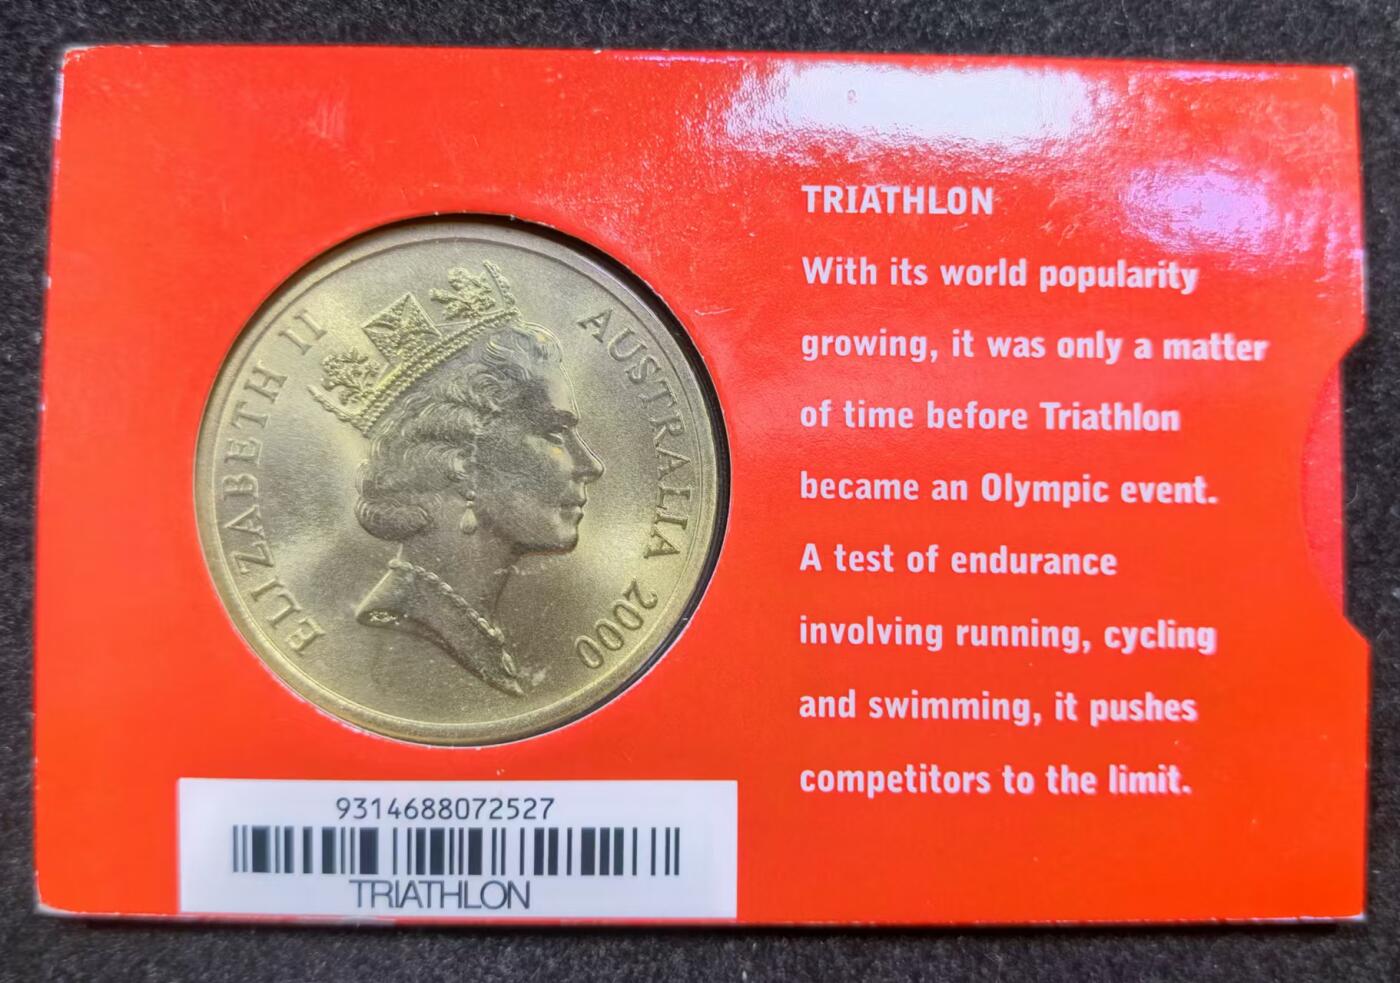 ELIZABETH II AUSTRALIA 2000
TRIATHLON
With its world popularity
growing, it was only a matter
of time before Triathlon
became an Olympic event.
A test of endurance
involving running, cycling
and swimming, it pushes
competitors to the limit.
9314688072527
TRIATHLON